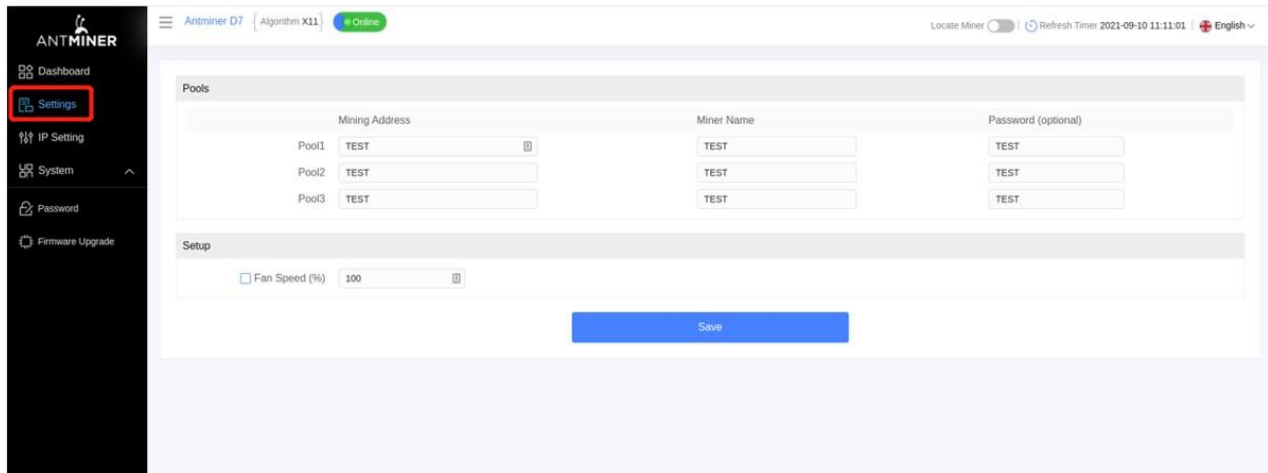 ANTMINER
Antminer D7 Algorithm X11 Online
Locate Miner Refresh Timer 2021-09-10 11:11:01 English
Dashboard
Settings
IP Setting
System
Password
Firmware Upgrade
Pools
Mining Address Miner Name Password (optional)
Pool1 TEST TEST TEST
Pool2 TEST TEST TEST
Pool3 TEST TEST TEST
Setup
Fan Speed (%) 100
Save